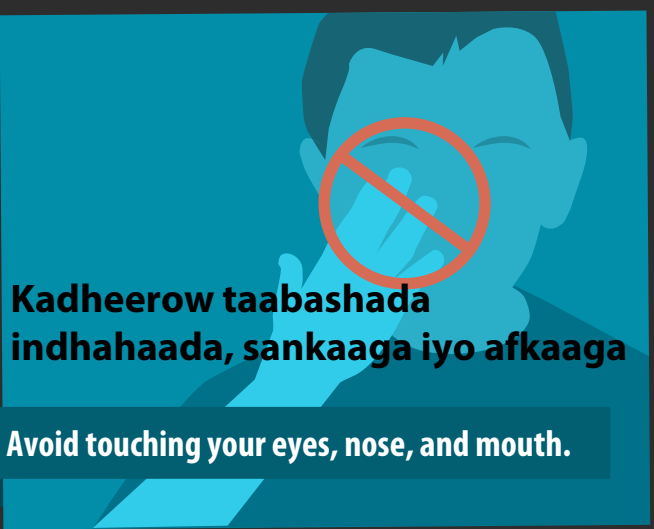 Kadheerow taabashada
indhahaada, sankaaga iyo afkaaga
Avoid touching your eyes, nose, and mouth.